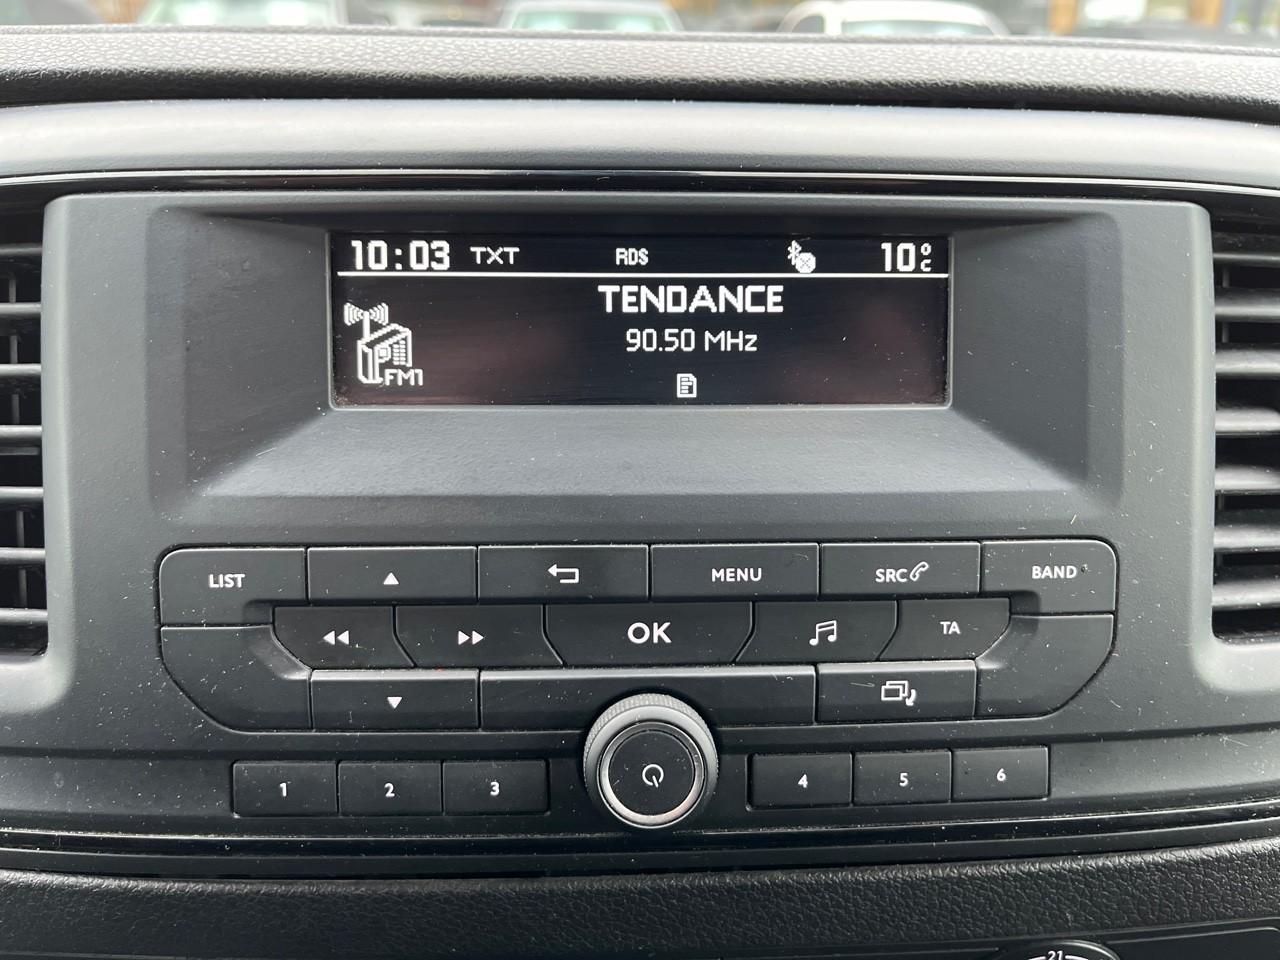 10:03 TXT RDS 10°C
TENDANCE
90.50 MHz
FM1
LIST MENU SRC BAND
OK TA
1 2 3 4 5 6
21